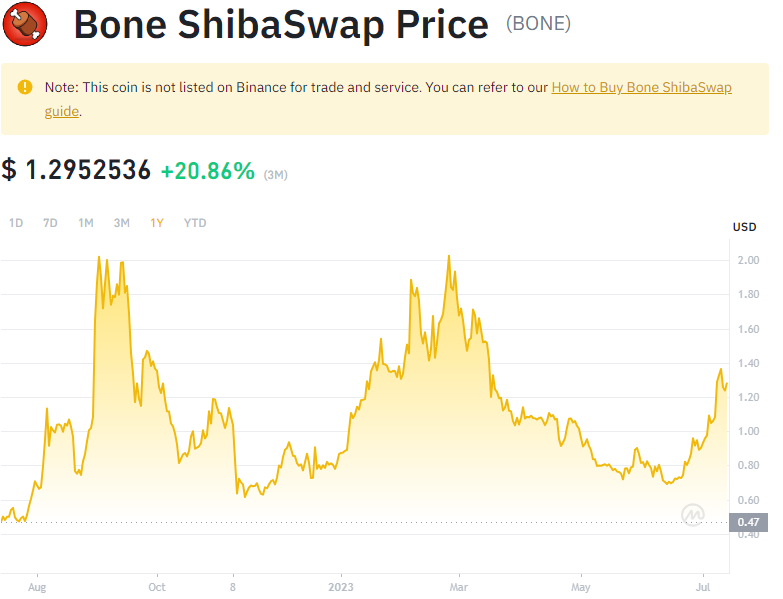 Bone ShibaSwap Price (BONE)
Note: This coin is not listed on Binance for trade and service. You can refer to our How to Buy Bone ShibaSwap
guide.
$ 1.2952536 +20.86% (3M)
1D 7D 1M 3M 1Y YTD
USD
2.00
1.80
1.60
1.40
1.20
1.00
0.80
0.60
0.47
0.40
Aug Oct 8 2023 Mar May Jul